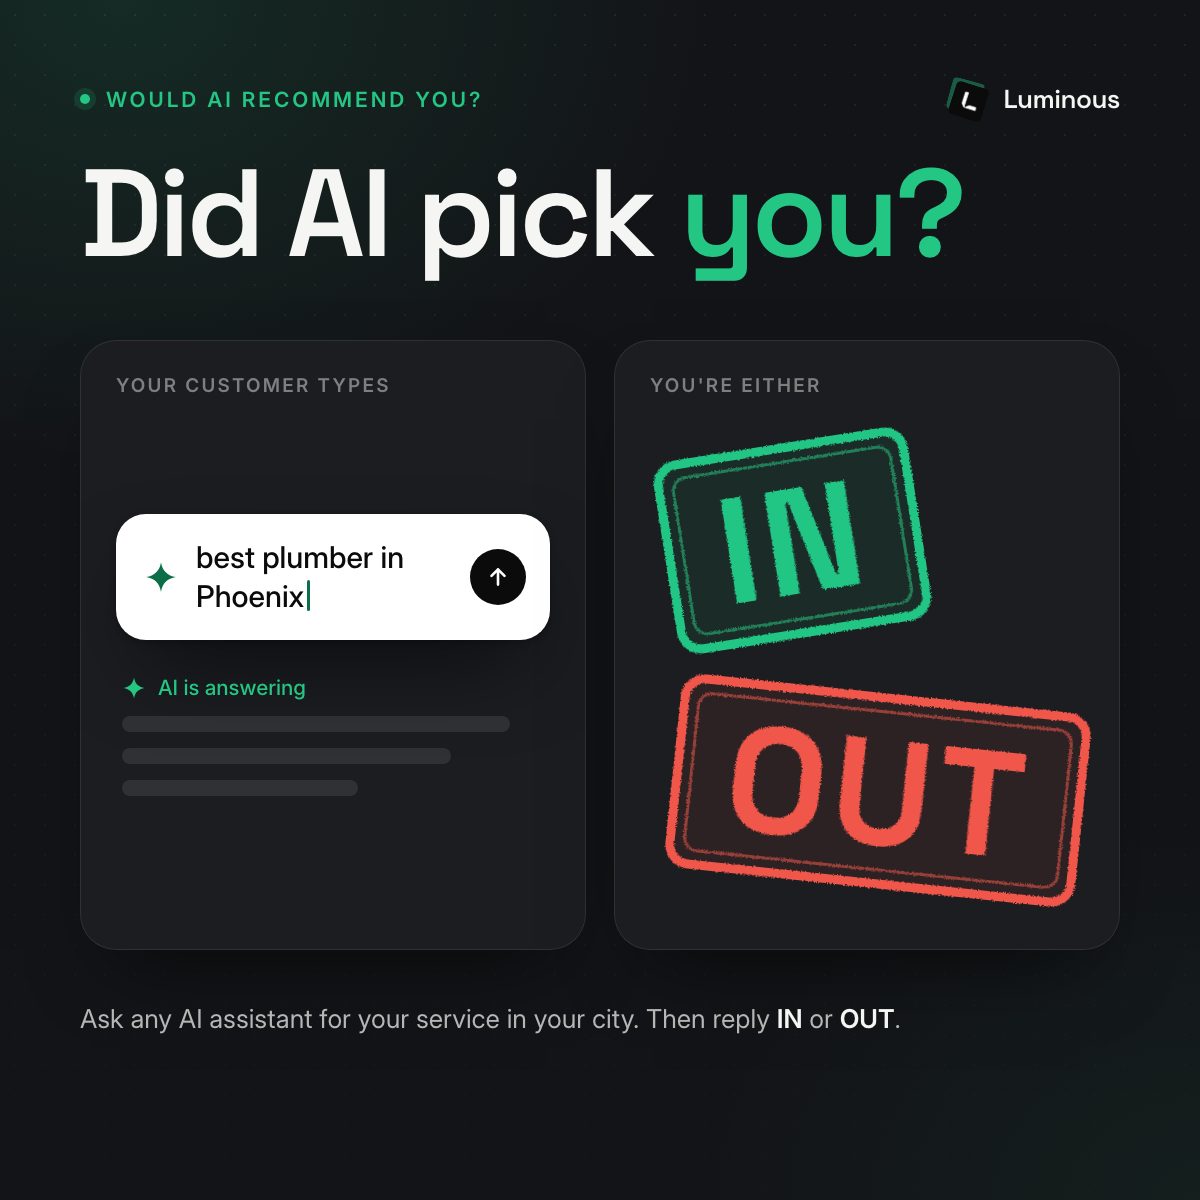 WOULD AI RECOMMEND YOU?
L Luminous
Did AI pick you?
YOUR CUSTOMER TYPES
best plumber in
Phoenix
AI is answering
YOU'RE EITHER
IN
OUT
Ask any AI assistant for your service in your city. Then reply IN or OUT.